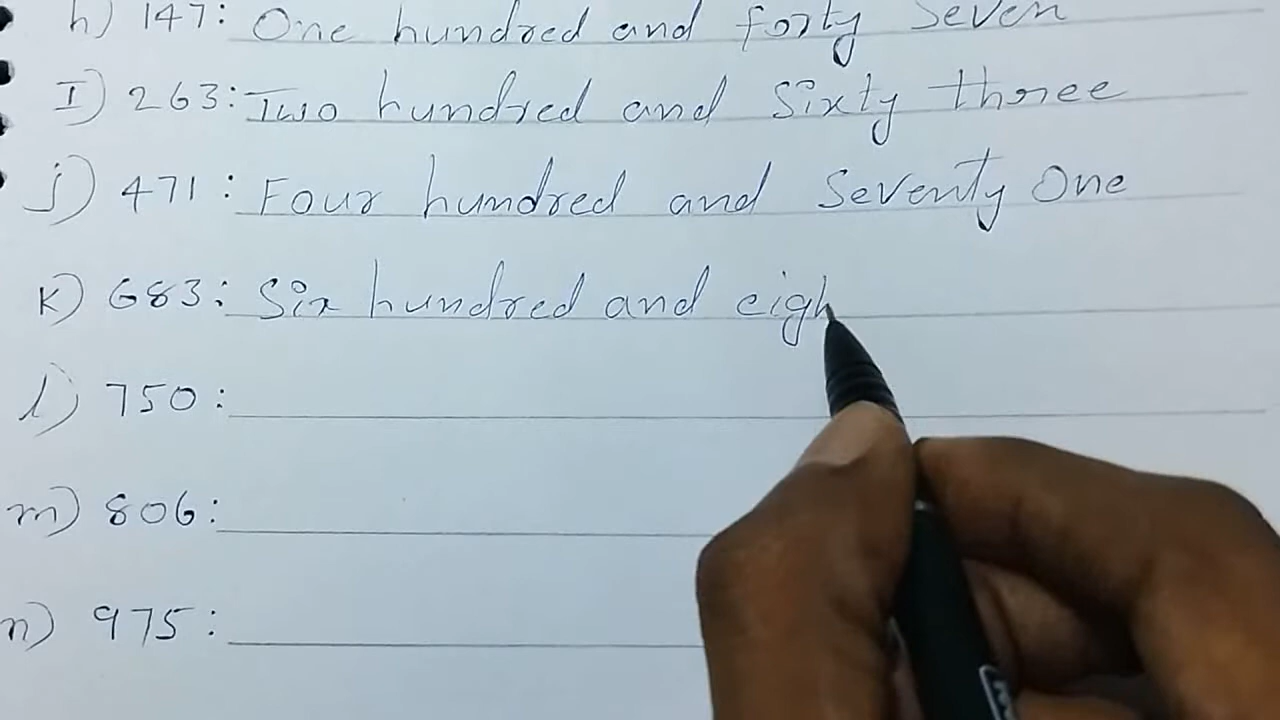 h) 147: One hundred and forty Seven
I) 263: Two hundred and Sixty three
j) 471: Four hundred and Seventy One
K) 683: Six hundred and eigh
l) 750:
m) 806:
n) 975: